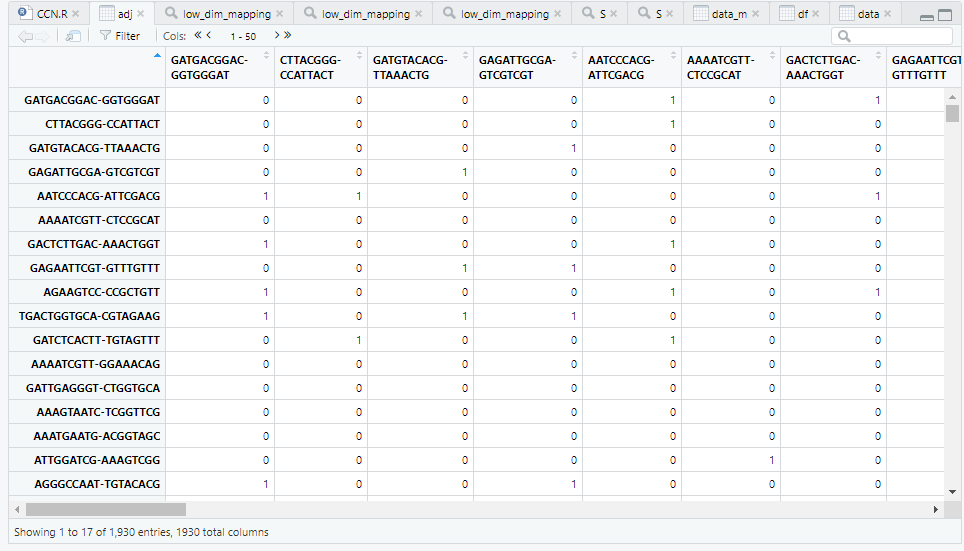 CCN.R × adj × low_dim_mapping × low_dim_mapping × low_dim_mapping × S × S × data_m × df × data ×
Filter Cols: « < 1 - 50 > »
GATGACGGAC- CTTACGGG- GATGTACACG- GAGATTGCGA- AATCCCACG- AAAATCGTT- GACTCTTGAC- GAGAATTCGT
GGTGGGAT CCATTACT TTAAACTG GTCGTCGT ATTCGACG CTCCGCAT AAACTGGT GTTTGTTT
GATGACGGAC-GGTGGGAT 0 0 0 0 1 0 1
CTTACGGG-CCATTACT 0 0 0 0 1 0 0
GATGTACACG-TTAAACTG 0 0 0 1 0 0 0
GAGATTGCGA-GTCGTCGT 0 0 1 0 0 0 0
AATCCCACG-ATTCGACG 1 1 0 0 0 0 1
AAAATCGTT-CTCCGCAT 0 0 0 0 0 0 0
GACTCTTGAC-AAACTGGT 1 0 0 0 1 0 0
GAGAATTCGT-GTTTGTTT 0 0 1 1 0 0 0
AGAAGTCC-CCGCTGTT 1 0 0 0 1 0 1
TGACTGGTGCA-CGTAGAAG 1 0 1 1 0 0 0
GATCTCACTT-TGTAGTTT 0 1 0 0 1 0 0
AAAATCGTT-GGAAACAG 0 0 0 0 0 0 0
GATTGAGGGT-CTGGTGCA 0 0 0 0 0 0 0
AAAGTAATC-TCGGTTCG 0 0 0 0 0 0 0
AAATGAATG-ACGGTAGC 0 0 0 0 0 0 0
ATTGGATCG-AAAGTCGG 0 0 0 0 0 1 0
AGGGCCAAT-TGTACACG 1 0 0 1 0 0 0
Showing 1 to 17 of 1,930 entries, 1930 total columns